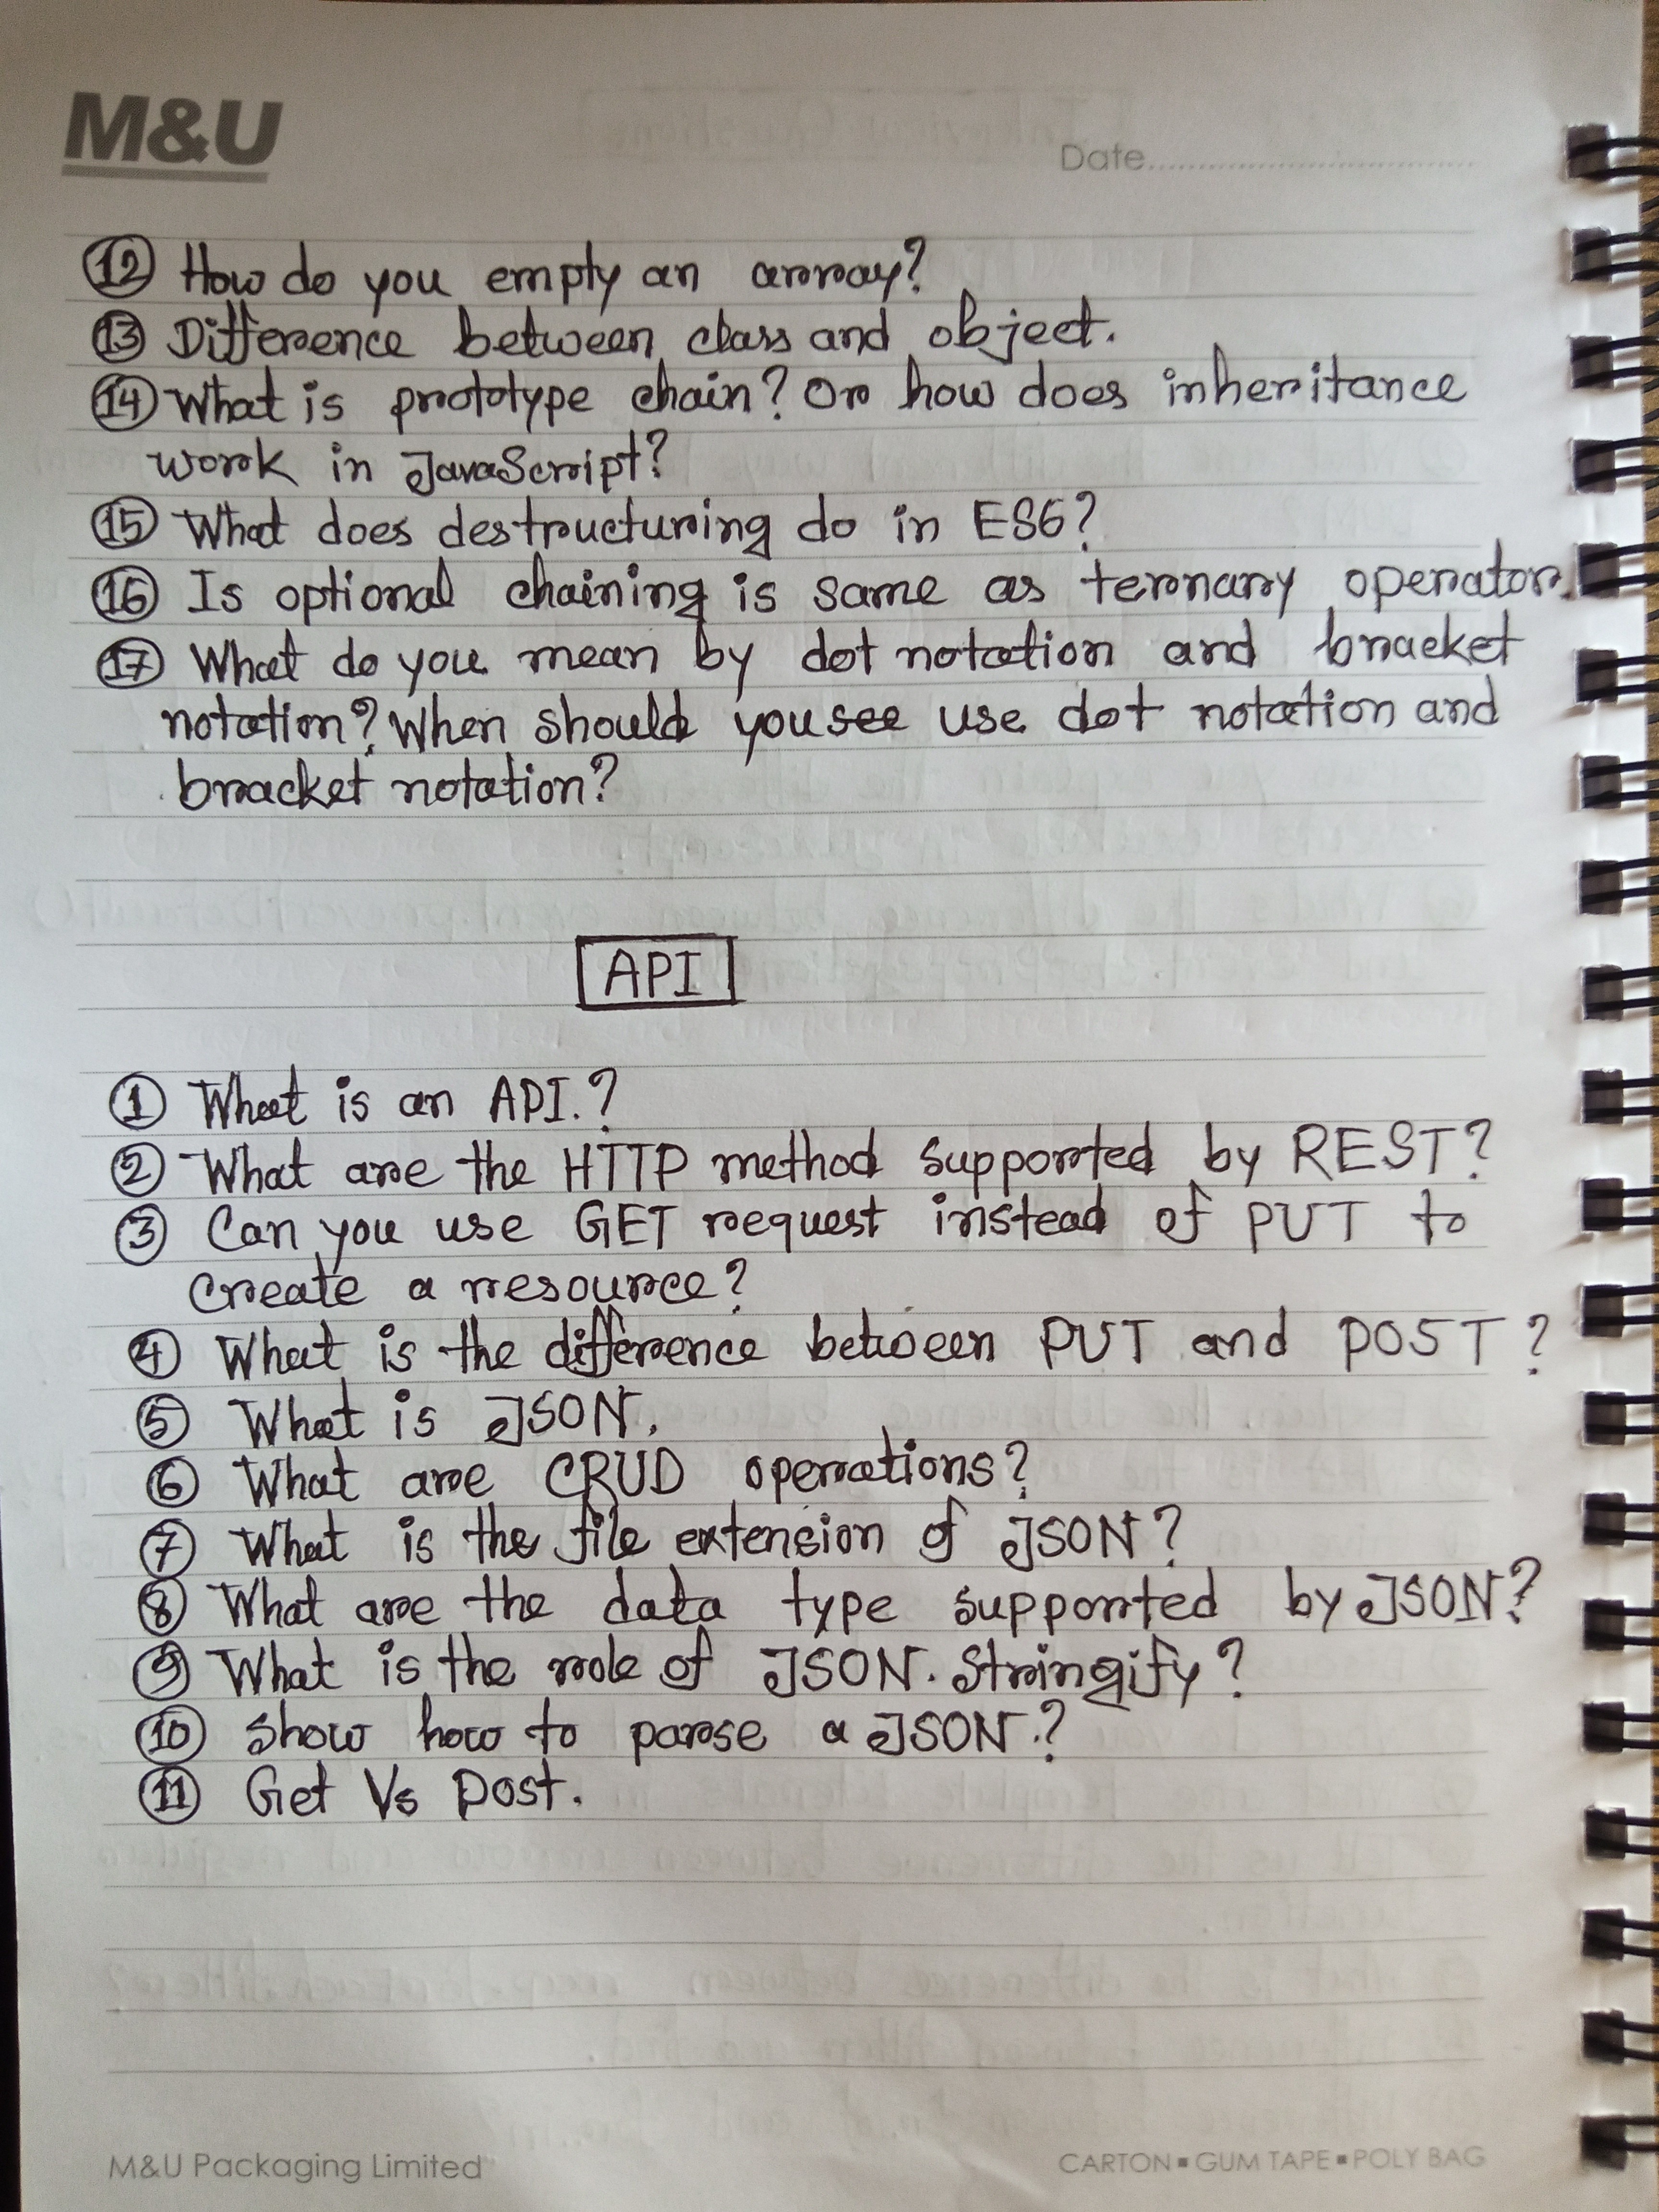 M&U
Date
12 How do you empty an array?
13 Difference between class and object.
14 What is prototype chain? Or how does inheritance
work in JavaScript?
15 What does destructuring do in ES6?
16 Is optional chaining is same as ternary operator.
17 What do you mean by dot notation and bracket
notation? When should you see use dot notation and
bracket notation?
API
1 What is an API.?
2 What are the HTTP method supported by REST?
3 Can you use GET request instead of PUT to
create a resource?
4 What is the difference between PUT and POST?
5 What is JSON.
6 What are CRUD operations?
7 What is the file extension of JSON?
8 What are the data type supported by JSON?
9 What is the role of JSON. Stringify?
10 Show how to parse a JSON.?
11 Get Vs Post.
M&U Packaging Limited
CARTON▪GUM TAPE▪POLY BAG